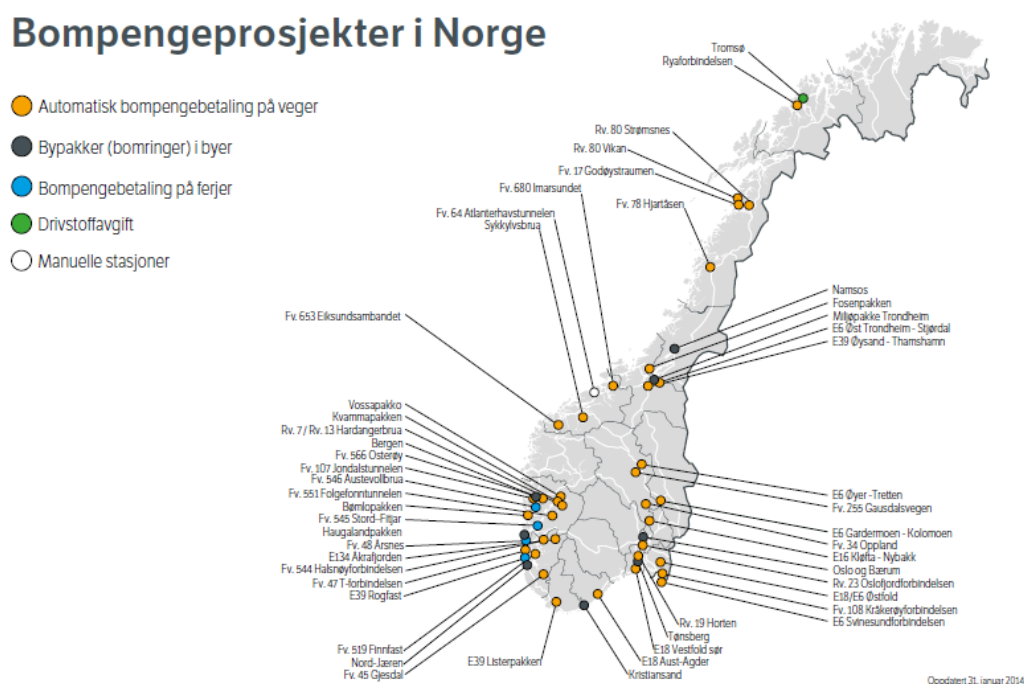 Bompengeprosjekter i Norge
Automatisk bompengebetaling på veger
Bypakker (bomringer) i byer
Bompengebetaling på ferjer
Drivstoffavgift
Manuelle stasjoner
Tromsø
Ryaforbindelsen
Rv. 80 Strømsnes
Rv. 80 Vikan
Fv. 17 Godøystraumen
Fv. 680 Imarsundet
Fv. 78 Hjartåsen
Fv. 64 Atlanterhavstunnelen
Sykkylvsbrua
Fv. 653 Eiksundsambandet
Namsos
Fosenpakken
Miljøpakke Trondheim
E6 Øst Trondheim - Stjørdal
E39 Øysand - Thamshamn
Vossapakko
Kvammapakken
Rv. 7 / Rv. 13 Hardangerbrua
Bergen
Fv. 566 Osterøy
Fv. 107 Jondalstunnelen
Fv. 546 Austevollbrua
Fv. 551 Folgefonntunnelen
Bømlopakken
Fv. 545 Stord-Fitjar
Haugalandpakken
Fv. 48 Årsnes
E134 Åkrafjorden
Fv. 544 Halsnøyforbindelsen
Fv. 47 T-forbindelsen
E39 Rogfast
Fv. 519 Finnfast
Nord-Jæren
Fv. 45 Gjesdal
E39 Listerpakken
E6 Øyer -Tretten
Fv. 255 Gausdalsvegen
E6 Gardermoen - Kolomoen
Fv. 34 Oppland
E16 Kløfta - Nybakk
Oslo og Bærum
Rv. 23 Oslofjordforbindelsen
E18/E6 Østfold
Fv. 108 Kråkerøyforbindelsen
E6 Svinesundforbindelsen
Rv. 19 Horten
Tønsberg
E18 Vestfold sør
E18 Aust-Agder
Kristiansand
Oppdatert 31. januar 2014